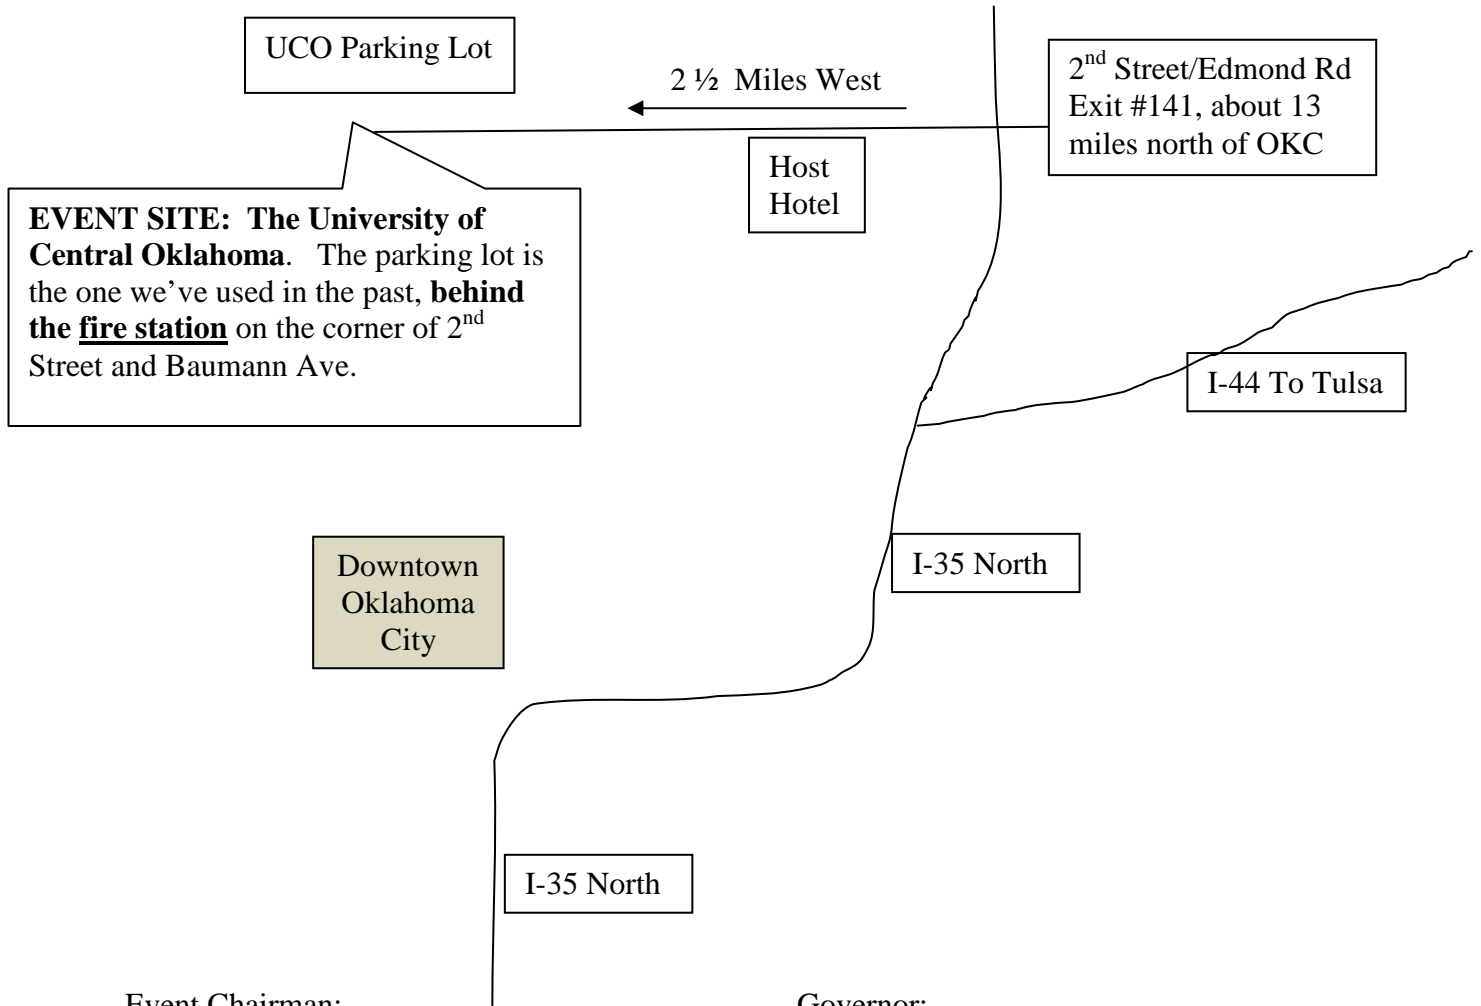 UCO Parking Lot
2 ½ Miles West
2nd Street/Edmond Rd
Exit #141, about 13
miles north of OKC
Host
Hotel
EVENT SITE: The University of
Central Oklahoma. The parking lot is
the one we’ve used in the past, behind
the fire station on the corner of 2nd
Street and Baumann Ave.
I-44 To Tulsa
Downtown
Oklahoma
City
I-35 North
I-35 North
Event Chairman:
Governor: